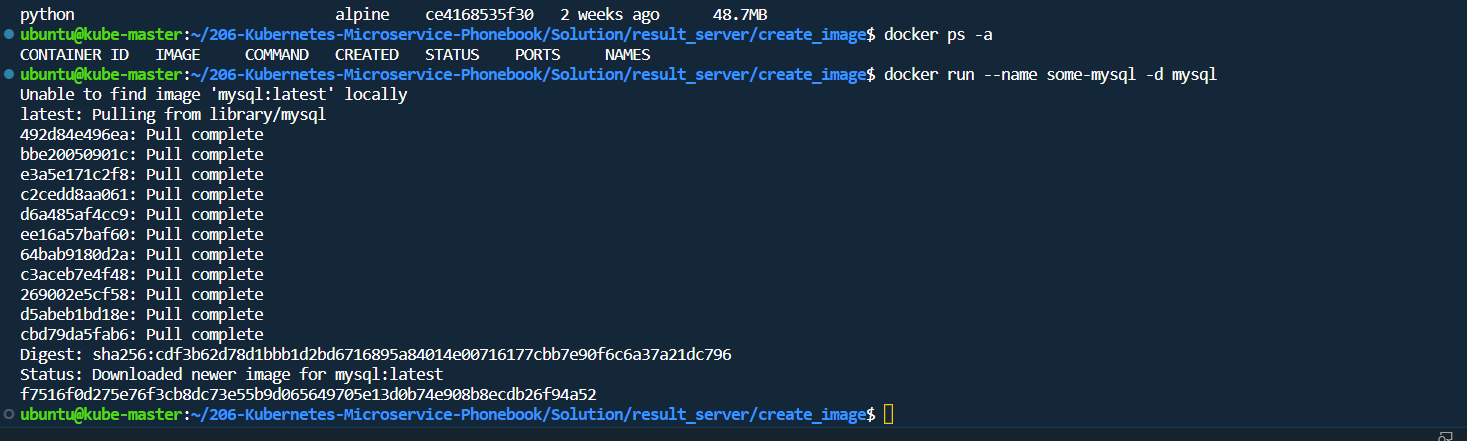 python alpine ce4168535f30 2 weeks ago 48.7MB
ubuntu@kube-master:~/206-Kubernetes-Microservice-Phonebook/Solution/result_server/create_image$ docker ps -a
CONTAINER ID IMAGE COMMAND CREATED STATUS PORTS NAMES
ubuntu@kube-master:~/206-Kubernetes-Microservice-Phonebook/Solution/result_server/create_image$ docker run --name some-mysql -d mysql
Unable to find image 'mysql:latest' locally
latest: Pulling from library/mysql
492d84e496ea: Pull complete
bbe20050901c: Pull complete
e3a5e171c2f8: Pull complete
c2cedd8aa061: Pull complete
d6a485af4cc9: Pull complete
ee16a57baf60: Pull complete
64bab9180d2a: Pull complete
c3aceb7e4f48: Pull complete
269002e5cf58: Pull complete
d5abeb1bd18e: Pull complete
cbd79da5fab6: Pull complete
Digest: sha256:cdf3b62d78d1bbb1d2bd6716895a84014e00716177cbb7e90f6c6a37a21dc796
Status: Downloaded newer image for mysql:latest
f7516f0d275e76f3cb8dc73e55b9d065649705e13d0b74e908b8ecdb26f94a52
ubuntu@kube-master:~/206-Kubernetes-Microservice-Phonebook/Solution/result_server/create_image$